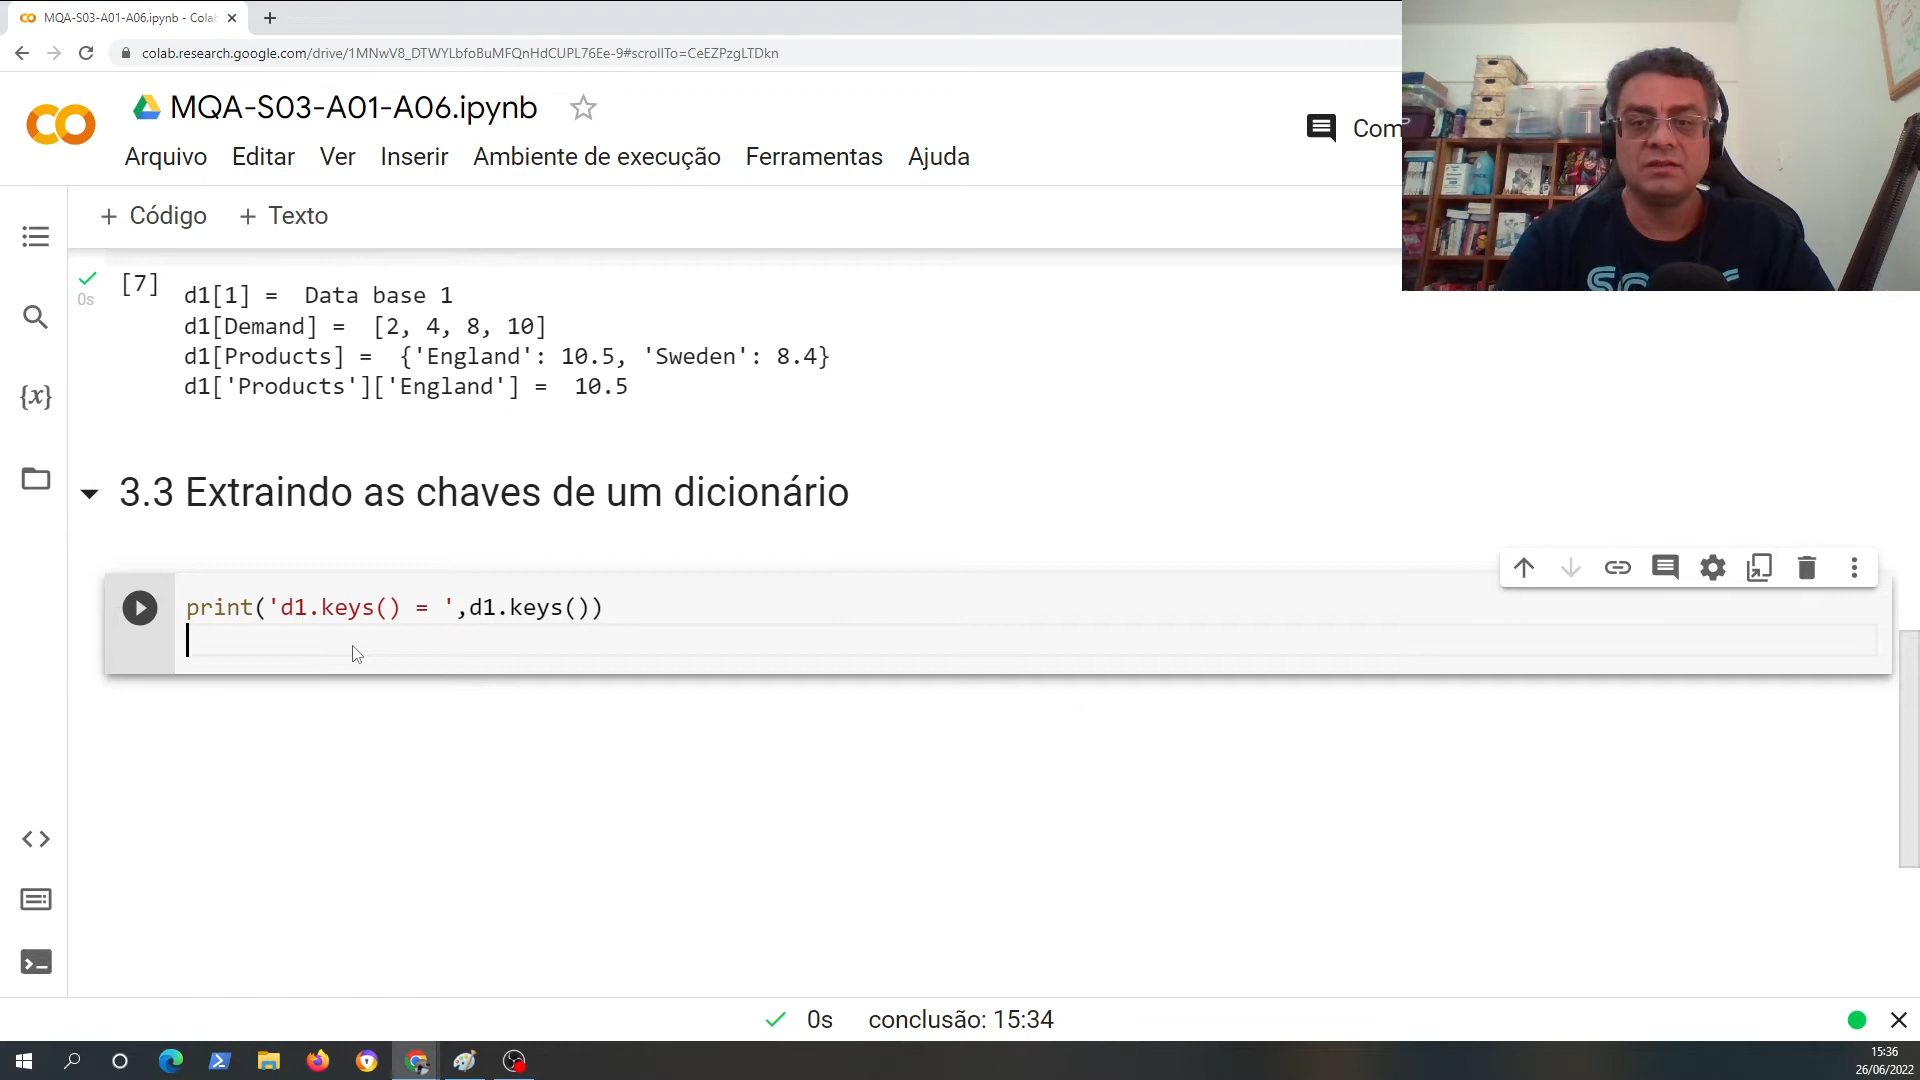 MQA-S03-A01-A06.ipynb - Cola
colab.research.google.com/drive/1MNwV8_DTWYLbfoBuMFQnHdCUPL76Ee-9#scrollTo=CeEZPzgLTDkn
MQA-S03-A01-A06.ipynb
Com
Arquivo Editar Ver Inserir Ambiente de execução Ferramentas Ajuda
+ Código + Texto
[7]
0s
d1[1] =  Data base 1
d1[Demand] =  [2, 4, 8, 10]
d1[Products] =  {'England': 10.5, 'Sweden': 8.4}
d1['Products']['England'] =  10.5
3.3 Extraindo as chaves de um dicionário
print('d1.keys() = ',d1.keys())
0s conclusão: 15:34
15:36
26/06/2022